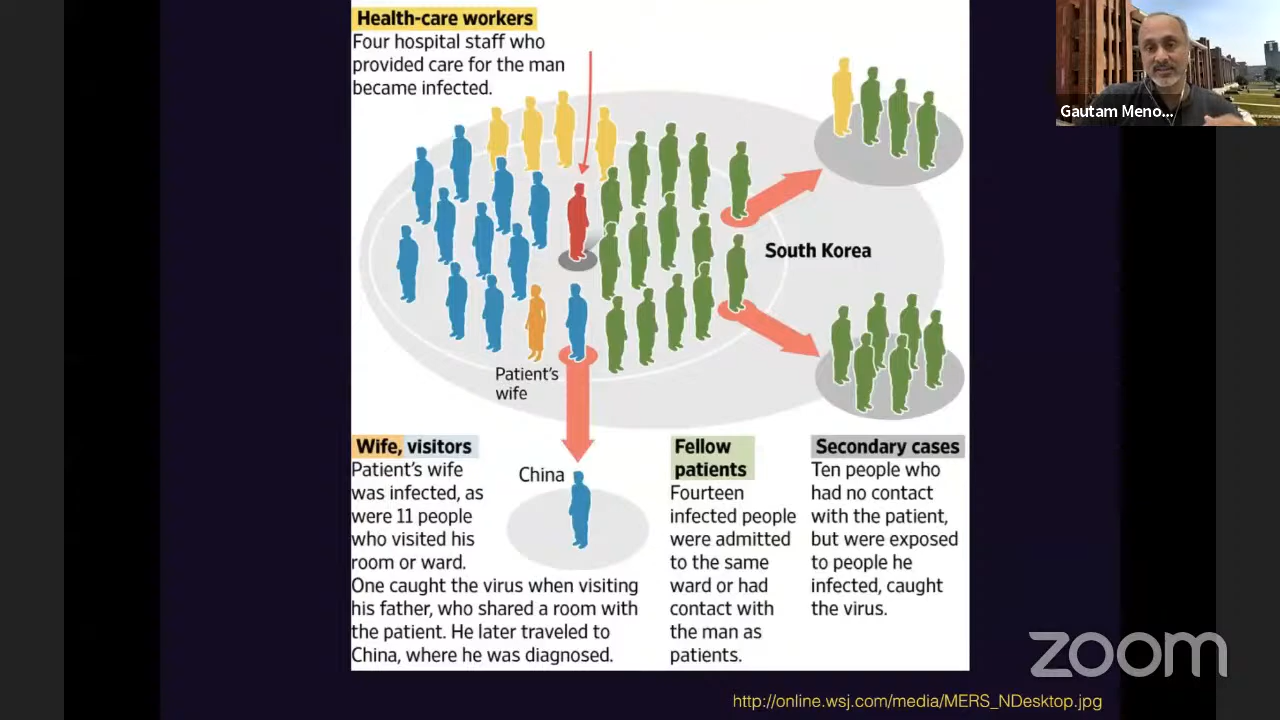 Health-care workers
Four hospital staff who
provided care for the man
became infected.
Gautam Meno...
South Korea
Patient's
wife
Wife, visitors
Patient's wife
was infected, as
were 11 people
who visited his
room or ward.
One caught the virus when visiting
his father, who shared a room with
the patient. He later traveled to
China, where he was diagnosed.
China
Fellow
patients
Fourteen
infected people
were admitted
to the same
ward or had
contact with
the man as
patients.
Secondary cases
Ten people who
had no contact
with the patient,
but were exposed
to people he
infected, caught
the virus.
zoom
http://online.wsj.com/media/MERS_NDesktop.jpg